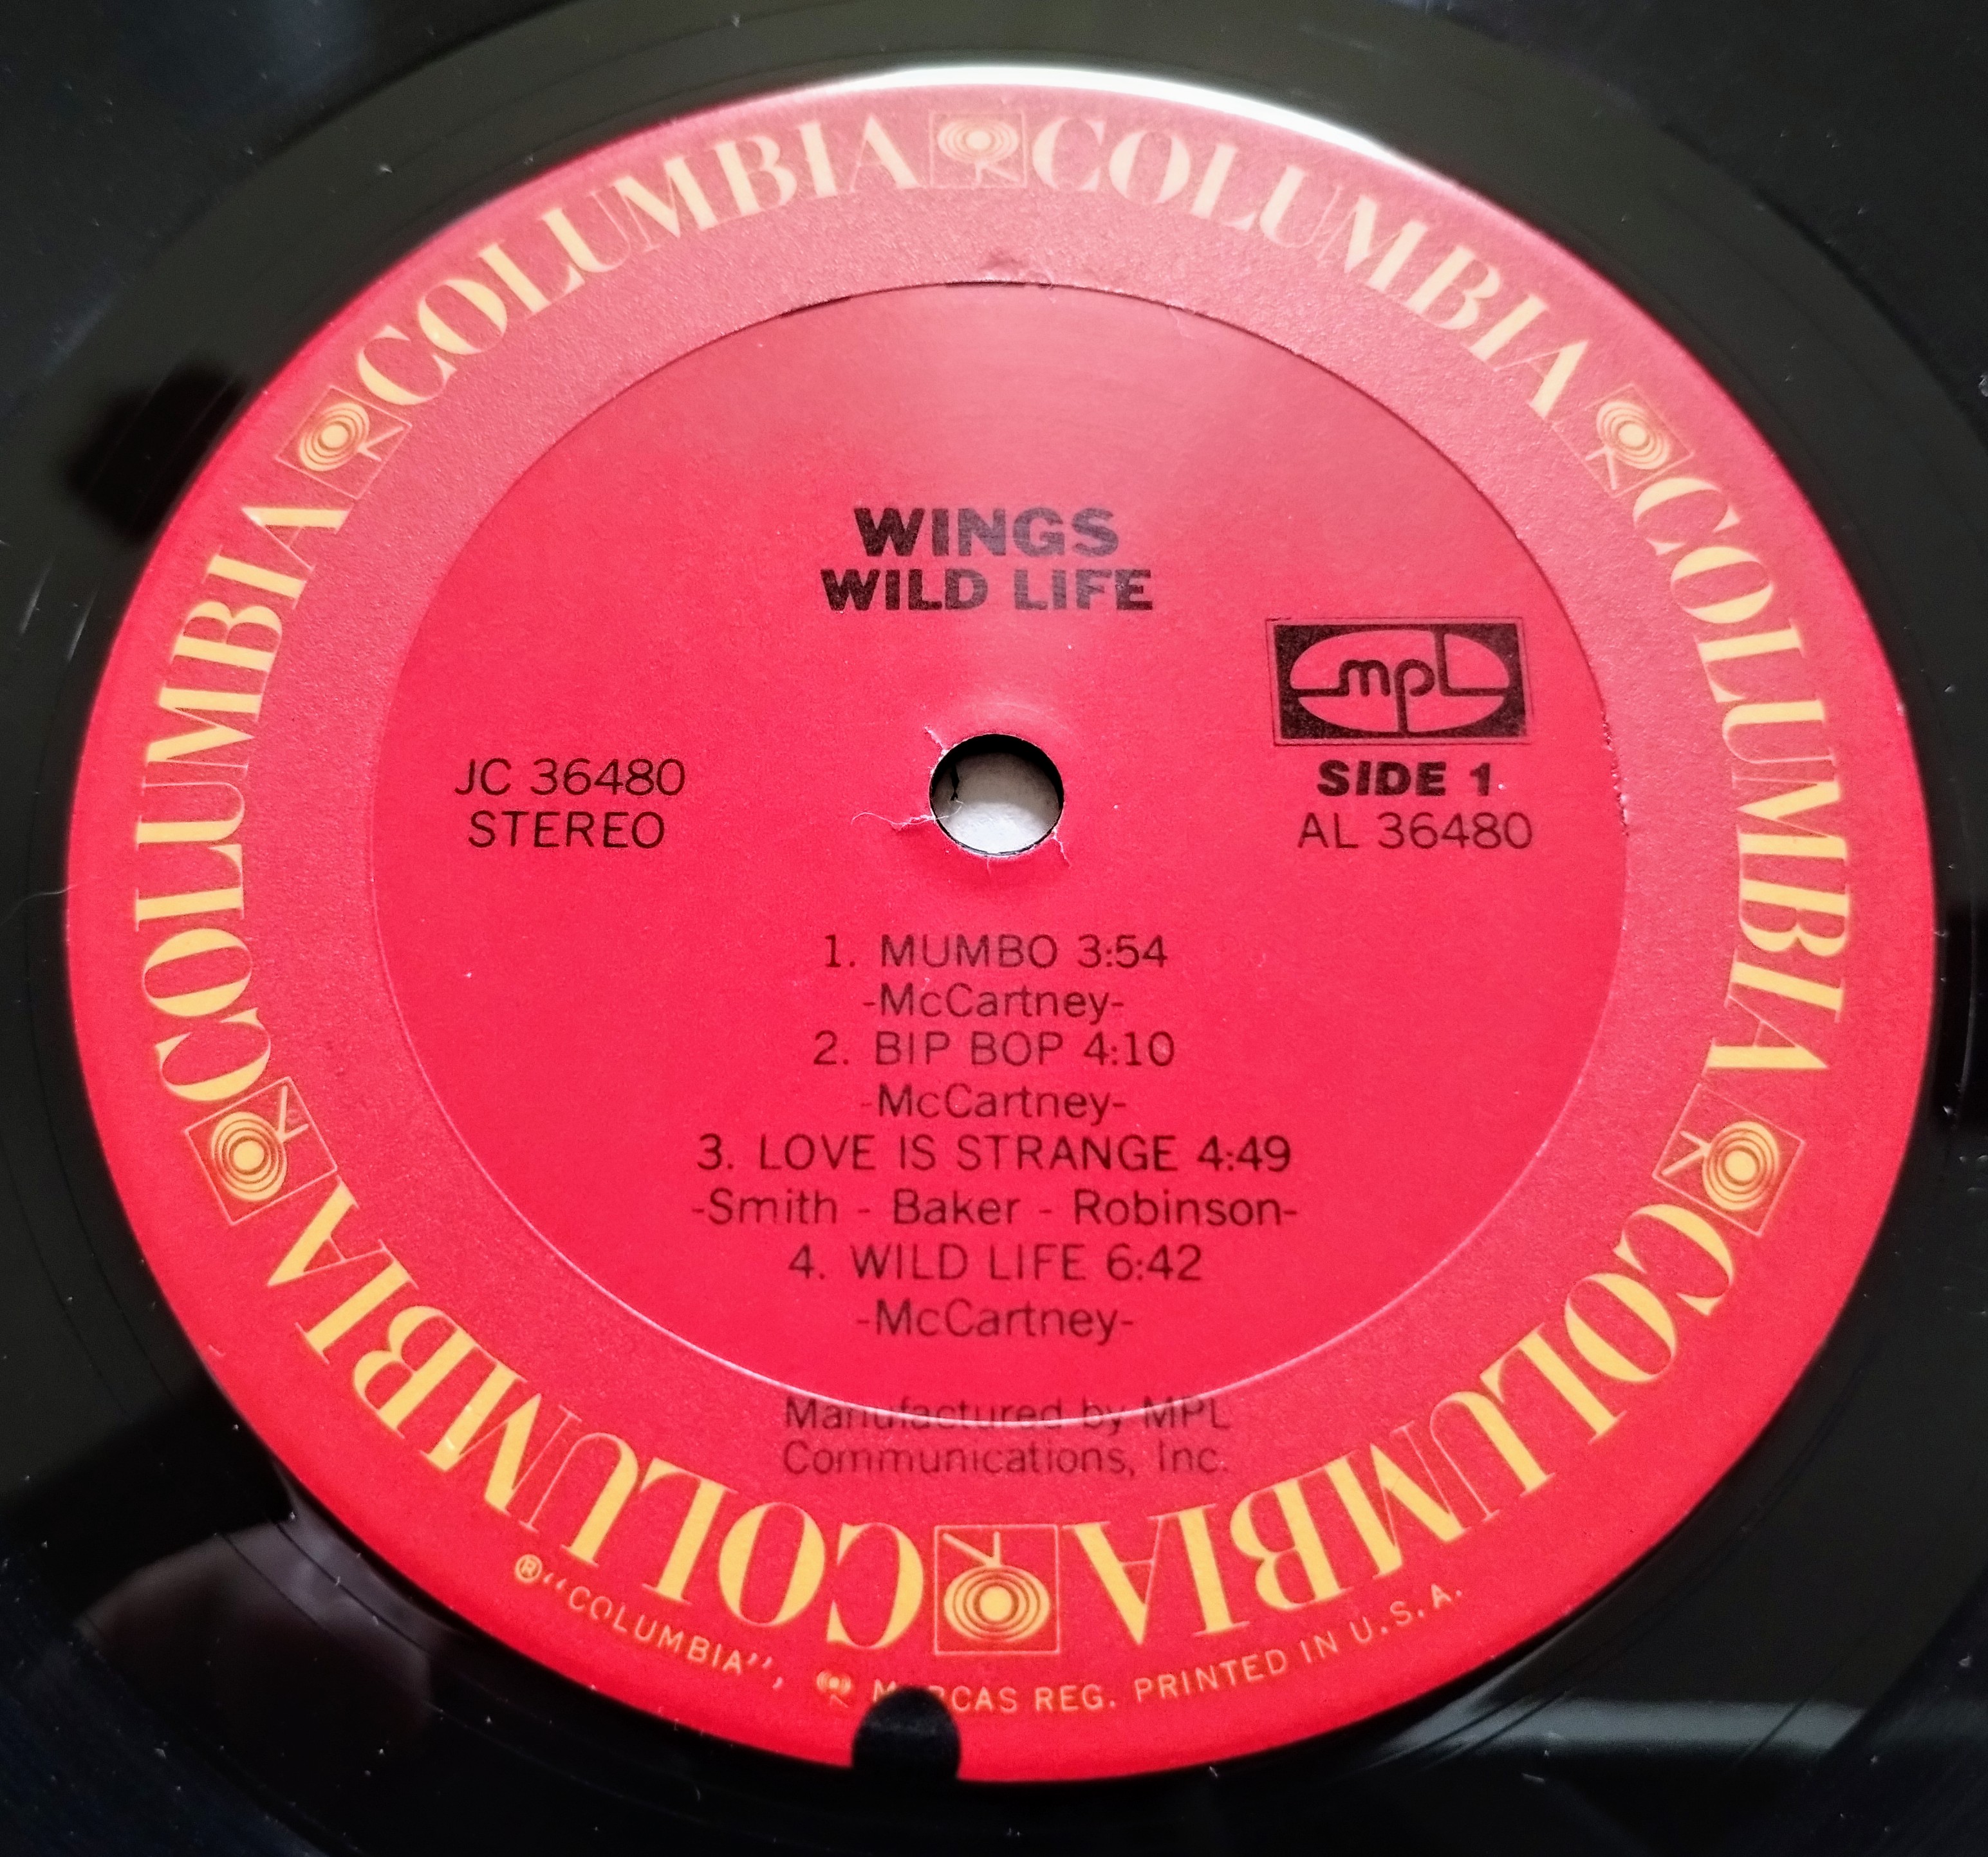 COLUMBIA COLUMBIA COLUMBIA COLUMBIA COLUMBIA COLUMBIA
WINGS
WILD LIFE
mpl
JC 36480
STEREO
SIDE 1
AL 36480
1. MUMBO 3:54
-McCartney-
2. BIP BOP 4:10
-McCartney-
3. LOVE IS STRANGE 4:49
-Smith - Baker - Robinson-
4. WILD LIFE 6:42
-McCartney-
Manufactured by MPL
Communications, Inc.
® "COLUMBIA", MARCAS REG. PRINTED IN U.S.A.